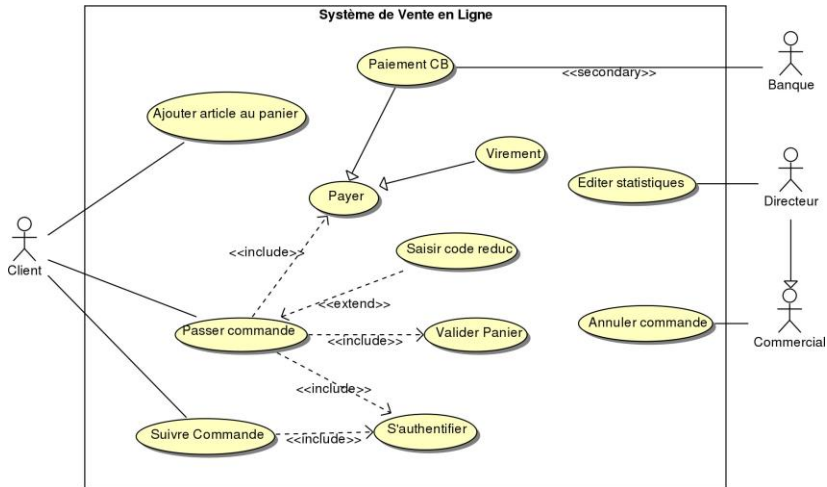 Système de Vente en Ligne
Paiement CB
<<secondary>>
Banque
Ajouter article au panier
Virement
Payer
Editer statistiques
Directeur
<<include>>
Saisir code reduc
Client
<<extend>>
Passer commande
<<include>>
Valider Panier
Annuler commande
Commercial
<<include>>
Suivre Commande
<<include>>
S'authentifier